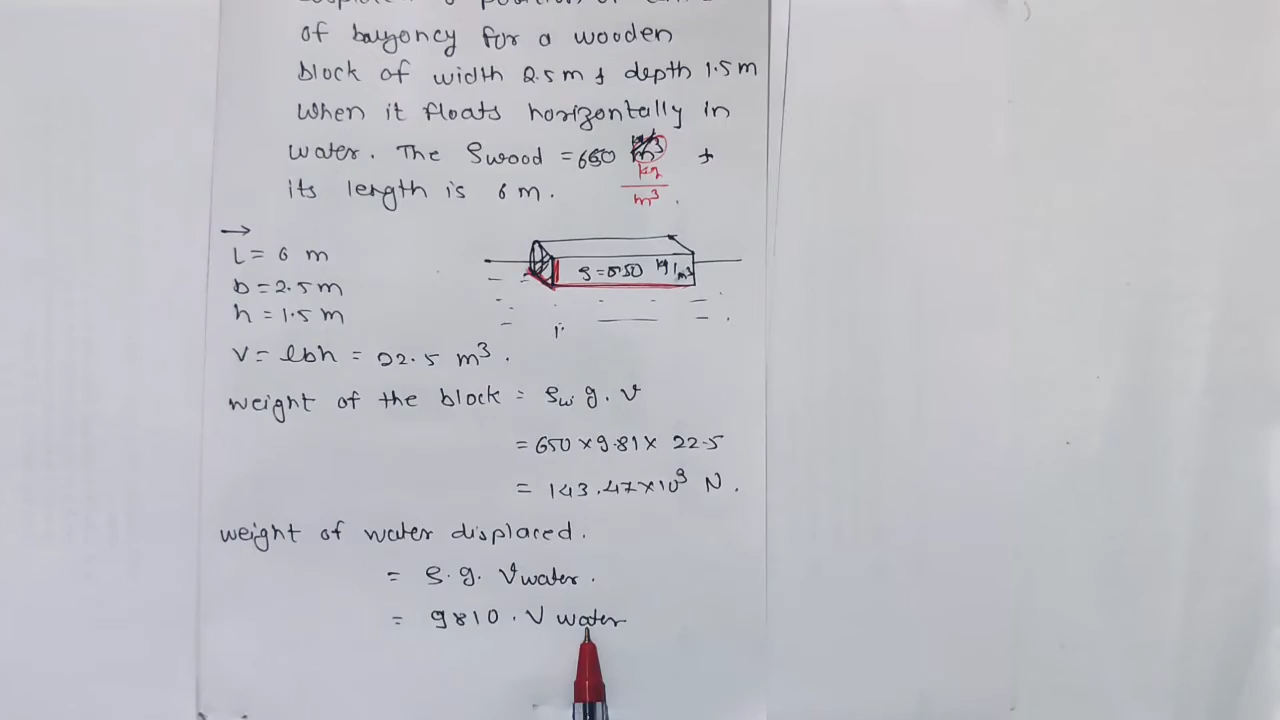 of bayoncy for a wooden
block of width 2.5 m & depth 1.5 m
when it floats horizontally in
water. The ρwood = 650 kg/m³ &
its length is 6 m.
L = 6 m
b = 2.5 m
h = 1.5 m
ρ = 650 kg/m³
V = lbh = 22.5 m³.
weight of the block = ρw g. V
= 650 × 9.81 × 22.5
= 143.47 × 10³ N.
weight of water displaced.
= ρ. g. Vwater.
= 9810. V water